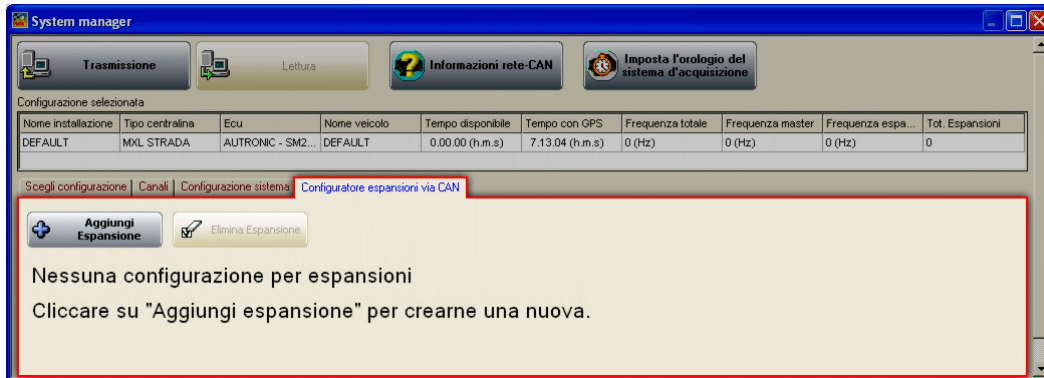 System manager
Trasmissione
Lettura
Informazioni rete-CAN
Imposta l'orologio del
sistema d'acquisizione
Configurazione selezionata
Nome installazione Tipo centralina Ecu Nome veicolo Tempo disponibile Tempo con GPS Frequenza totale Frequenza master Frequenza espa... Tot. Espansioni
DEFAULT MXL STRADA AUTRONIC - SM2... DEFAULT 0.00.00 (h.m.s) 7.13.04 (h.m.s) 0 (Hz) 0 (Hz) 0 (Hz) 0
Scegli configurazione Canali Configurazione sistema Configuratore espansioni via CAN
Aggiungi
Espansione
Elimina Espansione
Nessuna configurazione per espansioni
Cliccare su "Aggiungi espansione" per crearne una nuova.